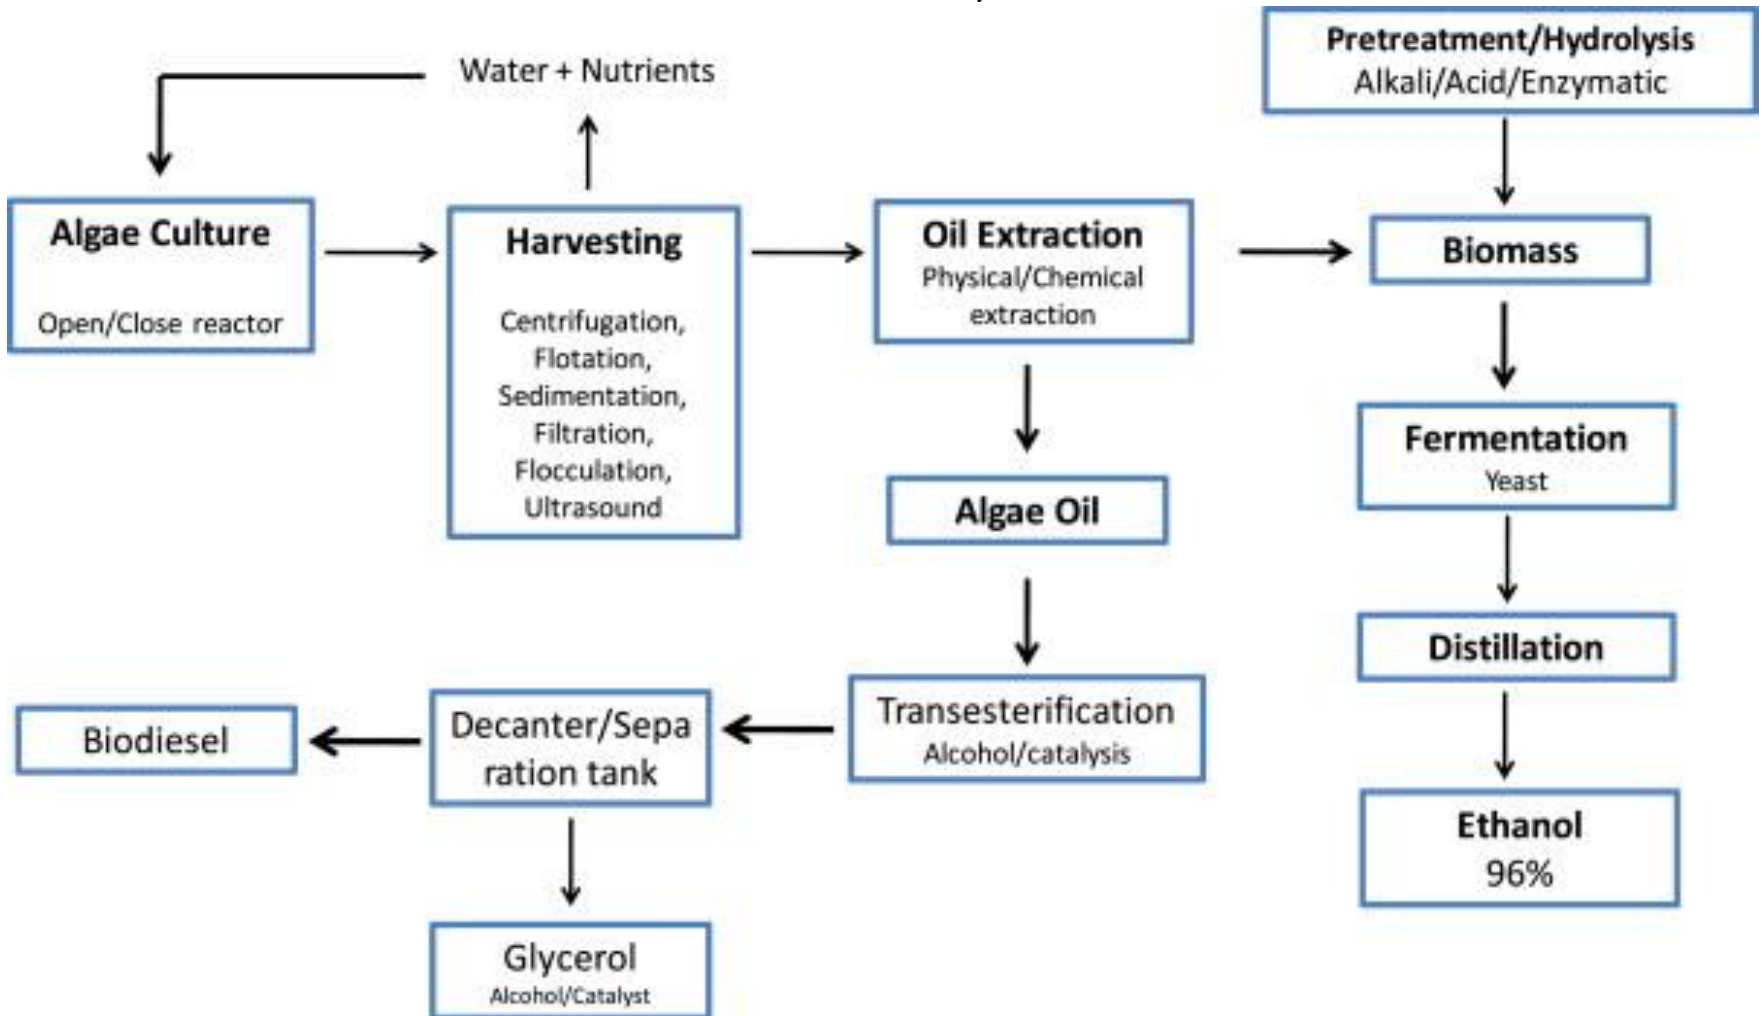 Water + Nutrients
Pretreatment/Hydrolysis
Alkali/Acid/Enzymatic
Algae Culture
Open/Close reactor
Harvesting
Centrifugation,
Flotation,
Sedimentation,
Filtration,
Flocculation,
Ultrasound
Oil Extraction
Physical/Chemical
extraction
Biomass
Algae Oil
Fermentation
Yeast
Distillation
Ethanol
96%
Transesterification
Alcohol/catalysis
Decanter/Sepa
ration tank
Biodiesel
Glycerol
Alcohol/Catalyst